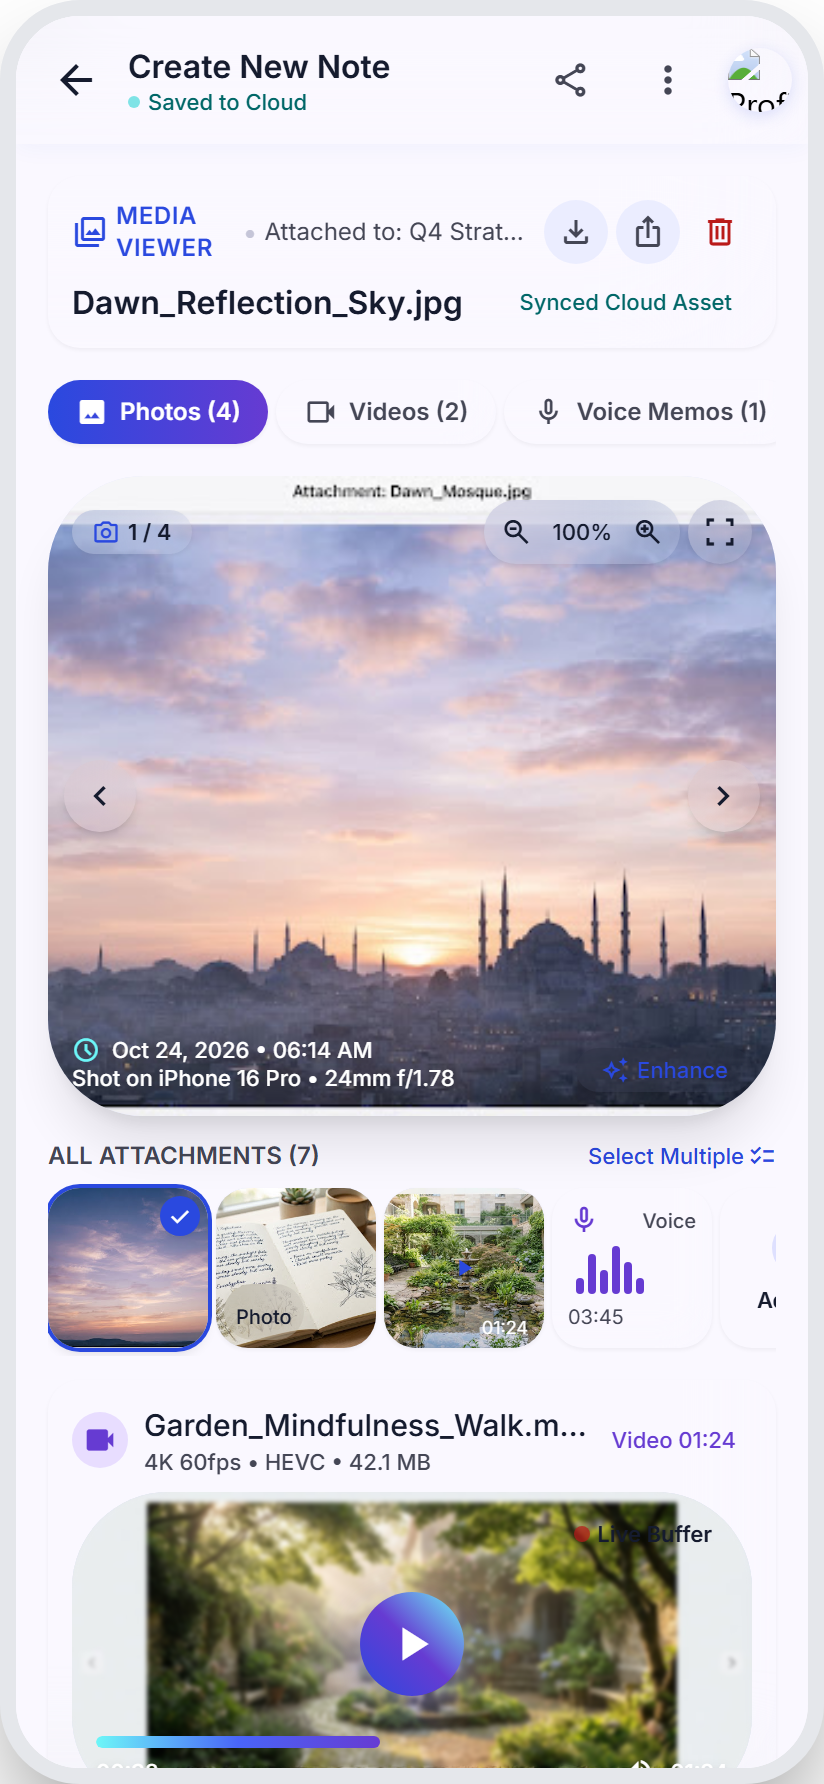 Create New Note
Saved to Cloud
Prof
MEDIA
VIEWER
Attached to: Q4 Strat...
Dawn_Reflection_Sky.jpg
Synced Cloud Asset
Photos (4)
Videos (2)
Voice Memos (1)
Attachment: Dawn_Mosque.jpg
1 / 4
100%
Oct 24, 2026 • 06:14 AM
Shot on iPhone 16 Pro • 24mm f/1.78
Enhance
ALL ATTACHMENTS (7)
Select Multiple
Photo
01:24
Voice
03:45
Garden_Mindfulness_Walk.m...
Video 01:24
4K 60fps • HEVC • 42.1 MB
Live Buffer